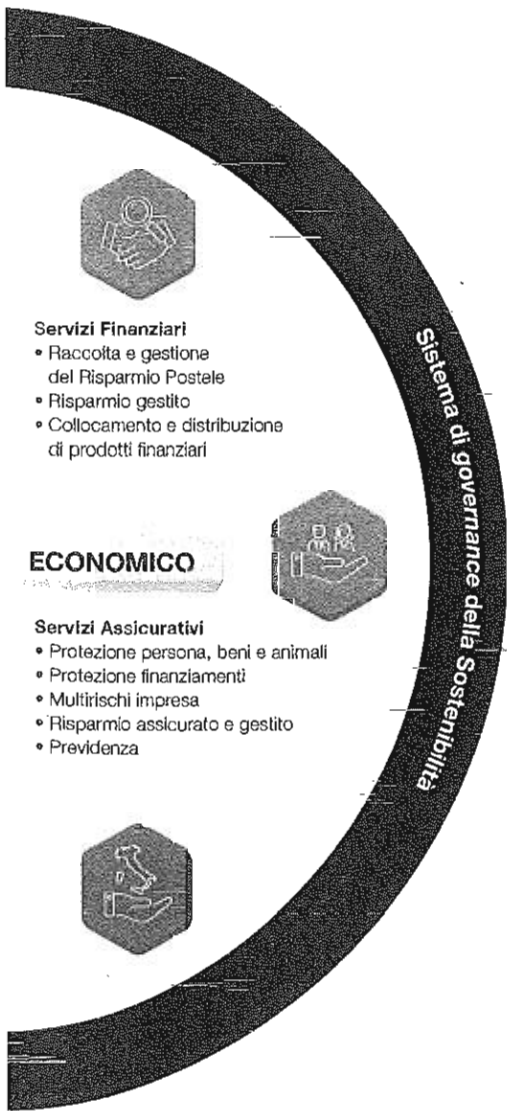 Servizi Finanziari
• Raccolta e gestione
del Risparmio Postele
• Risparmio gestito
• Collocamento e distribuzione
di prodotti finanziari
ECONOMICO
Servizi Assicurativi
• Protezione persona, beni e animali
• Protezione finanziamenti
• Multirischi impresa
• Risparmio assicurato e gestito
• Previdenza
Sistema di governance della Sostenibilità